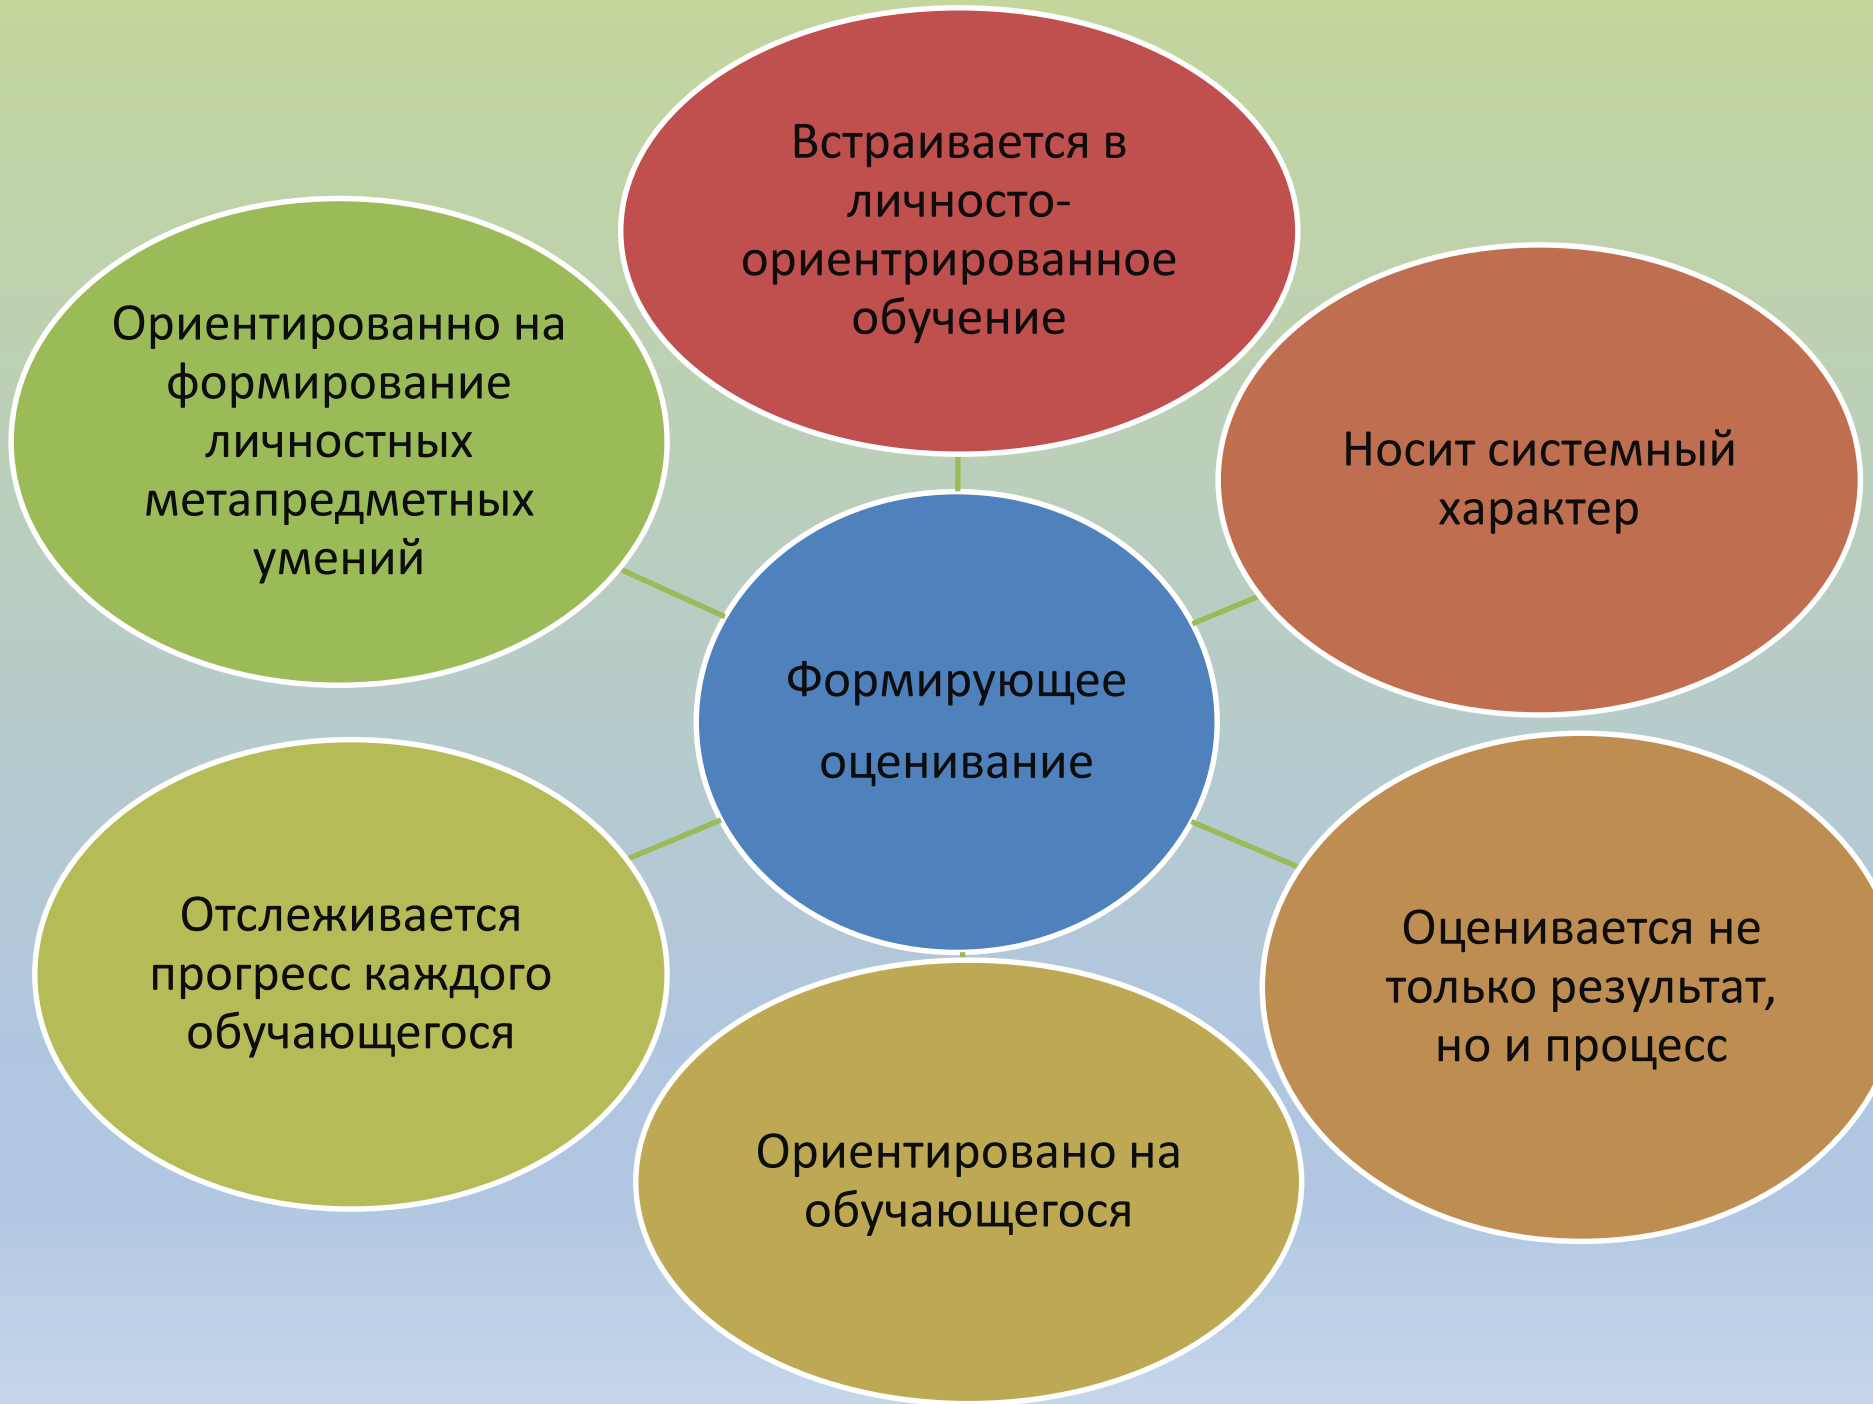 Встраивается в
личносто-
ориентрированное
обучение
Ориентированно на
формирование
личностных
метапредметных
умений
Носит системный
характер
Формирующее
оценивание
Отслеживается
прогресс каждого
обучающегося
Оценивается не
только результат,
но и процесс
Ориентировано на
обучающегося